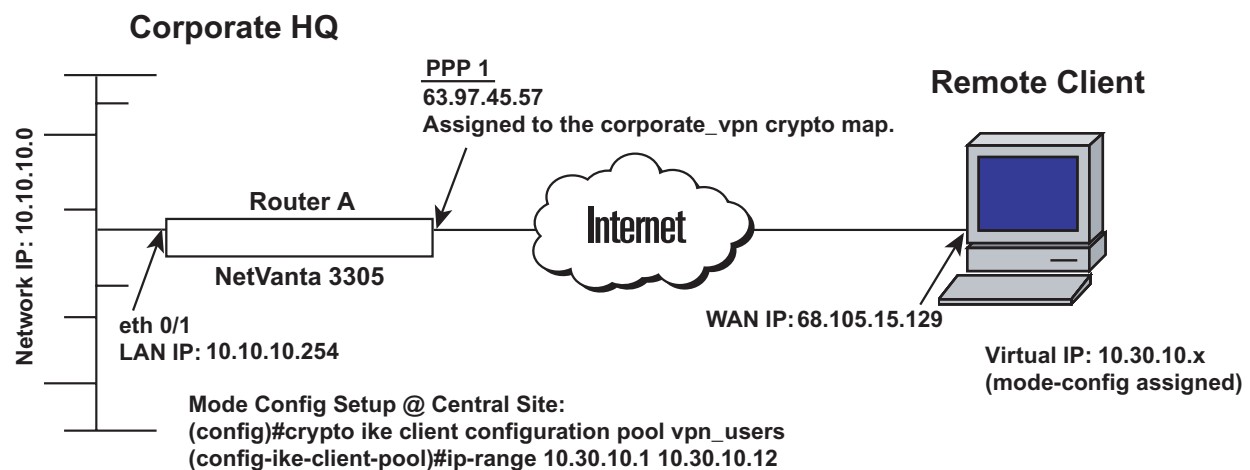 Corporate HQ
PPP 1
63.97.45.57
Assigned to the corporate_vpn crypto map.
Remote Client
Network IP: 10.10.10.0
Router A
NetVanta 3305
Internet
eth 0/1
LAN IP: 10.10.10.254
WAN IP: 68.105.15.129
Virtual IP: 10.30.10.x
(mode-config assigned)
Mode Config Setup @ Central Site:
(config)#crypto ike client configuration pool vpn_users
(config-ike-client-pool)#ip-range 10.30.10.1 10.30.10.12